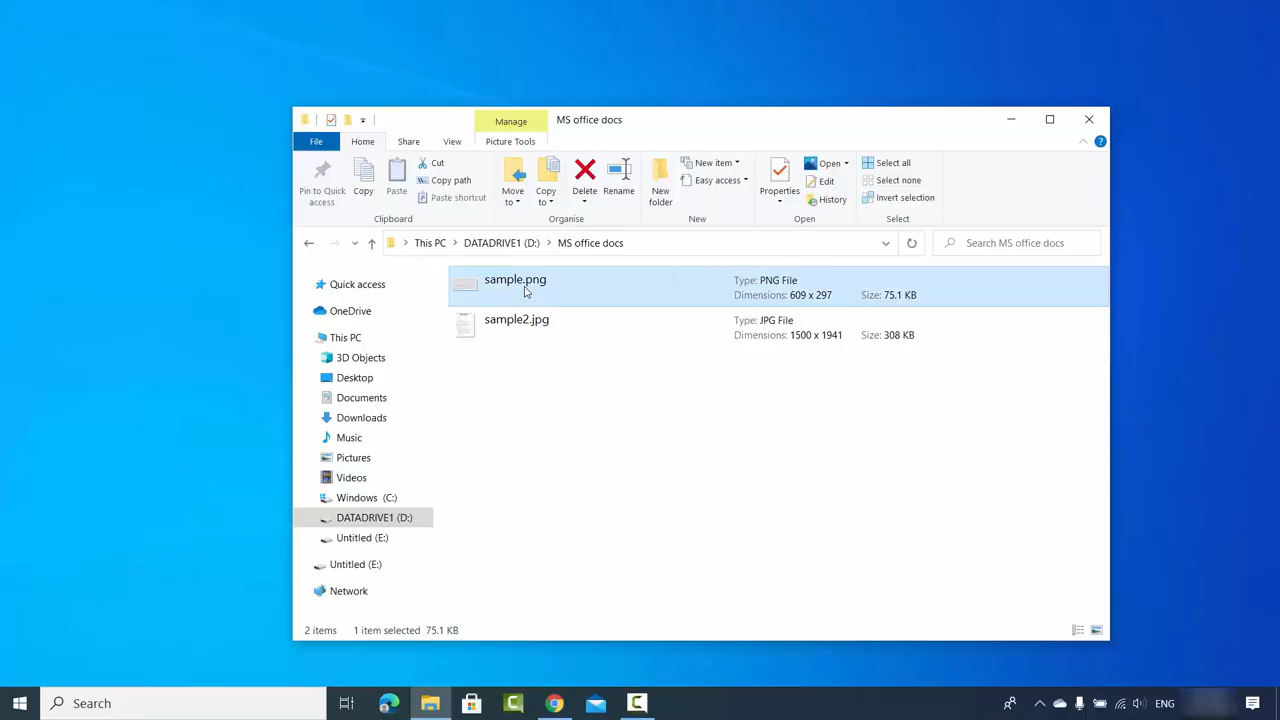 Manage
MS office docs
File
Home
Share
View
Picture Tools
Pin to Quick access
Copy
Paste
Cut
Copy path
Paste shortcut
Clipboard
Move to
Copy to
Delete
Rename
Organise
New folder
New item
Easy access
New
Properties
Open
Edit
History
Open
Select all
Select none
Invert selection
Select
This PC > DATADRIVE1 (D:) > MS office docs
Search MS office docs
Quick access
OneDrive
This PC
3D Objects
Desktop
Documents
Downloads
Music
Pictures
Videos
Windows (C:)
DATADRIVE1 (D:)
Untitled (E:)
Untitled (E:)
Network
sample.png
Type: PNG File
Dimensions: 609 x 297
Size: 75.1 KB
sample2.jpg
Type: JPG File
Dimensions: 1500 x 1941
Size: 308 KB
2 items
1 item selected 75.1 KB
Search
ENG